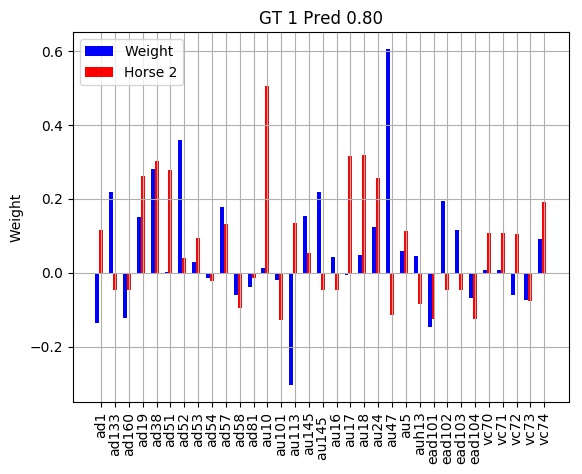 GT 1 Pred 0.80
Weight
Horse 2
Weight
0.6
0.4
0.2
0.0
−0.2
ad1
ad133
ad160
ad19
ad38
ad51
ad52
ad53
ad54
ad57
ad58
ad81
au10
au101
au113
au145
au145
au16
au17
au18
au24
au47
au5
auh13
ead101
ead102
ead103
ead104
vc70
vc71
vc72
vc73
vc74